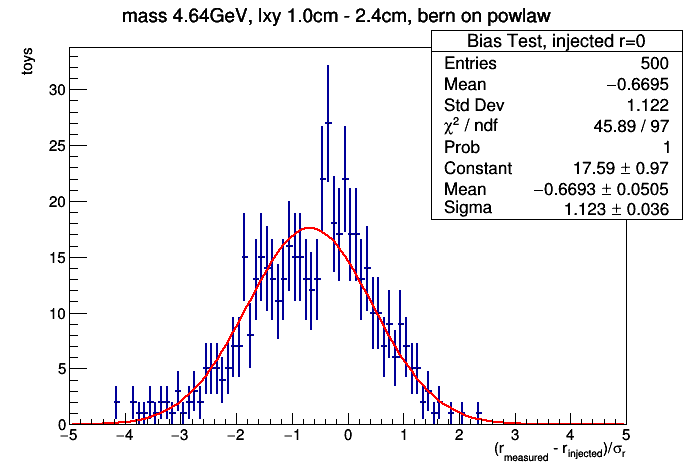 mass 4.64GeV, lxy 1.0cm - 2.4cm, bern on powlaw
toys
Bias Test, injected r=0
Entries 500
Mean −0.6695
Std Dev 1.122
χ² / ndf 45.89 / 97
Prob 1
Constant 17.59 ± 0.97
Mean −0.6693 ± 0.0505
Sigma 1.123 ± 0.036
30
25
20
15
10
5
0
−5 −4 −3 −2 −1 0 1 2 3 4 5
(r_measured - r_injected)/σ_r